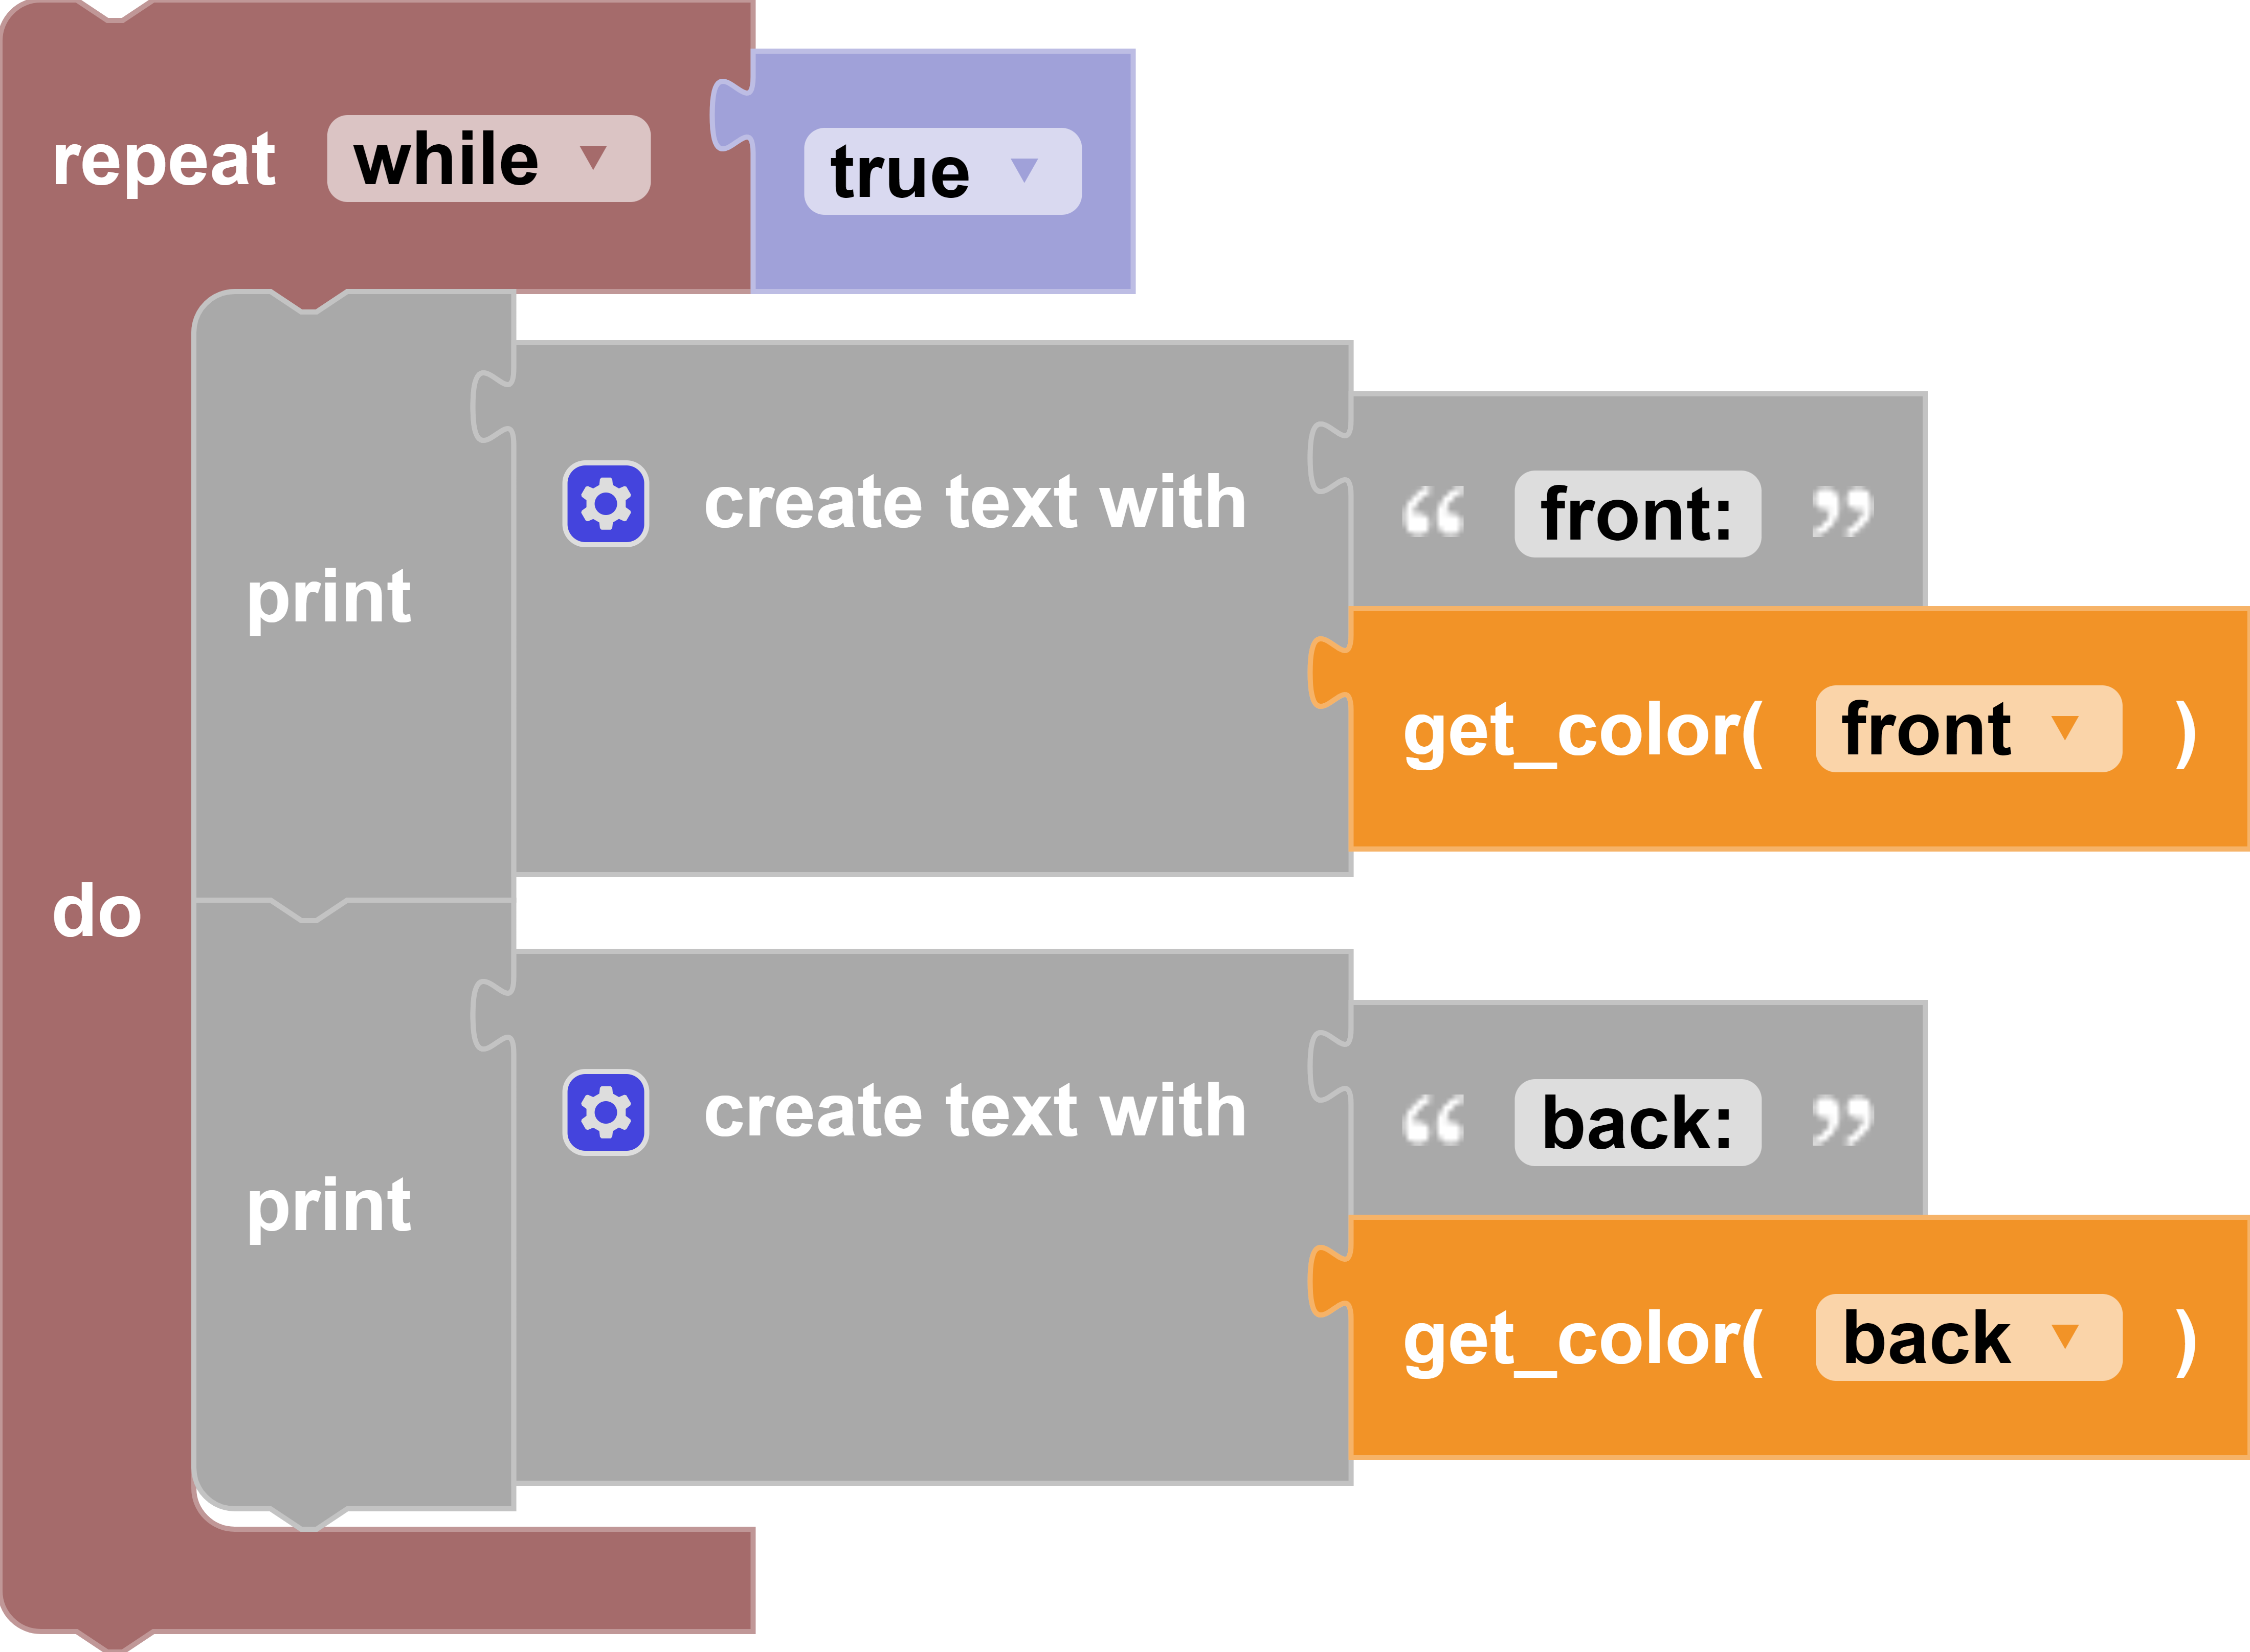 repeat while ▼ true ▼
do
print create text with “ front: ”
get_color( front ▼ )
print create text with “ back: ”
get_color( back ▼ )